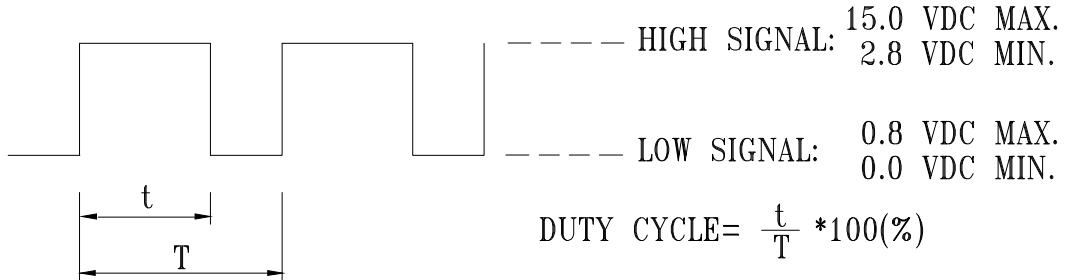 HIGH SIGNAL: 15.0 VDC MAX.
2.8 VDC MIN.
LOW SIGNAL: 0.8 VDC MAX.
0.0 VDC MIN.
t
T
DUTY CYCLE= t/T *100(%)